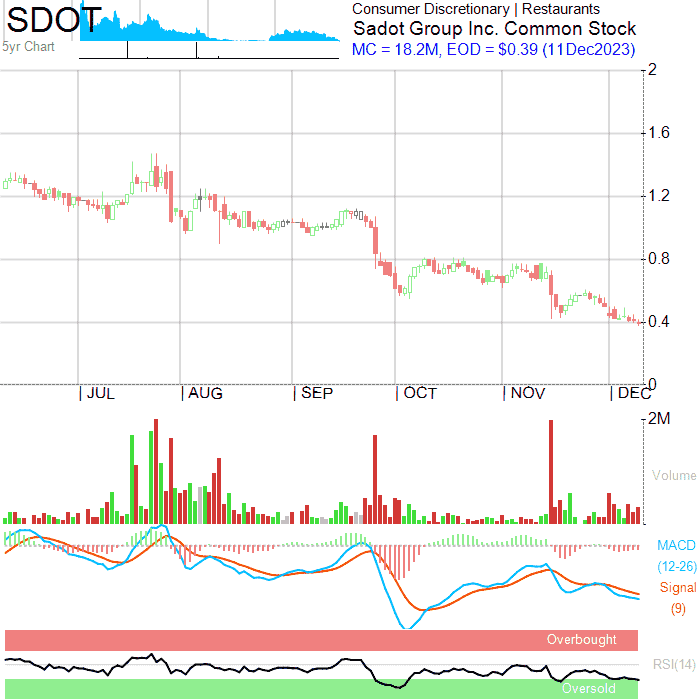 SDOT
5yr Chart
Consumer Discretionary | Restaurants
Sadot Group Inc. Common Stock
MC = 18.2M, EOD = $0.39 (11Dec2023)
2
1.6
1.2
0.8
0.4
0
JUL AUG SEP OCT NOV DEC
2M
Volume
MACD
(12-26)
Signal
(9)
Overbought
RSI(14)
Oversold